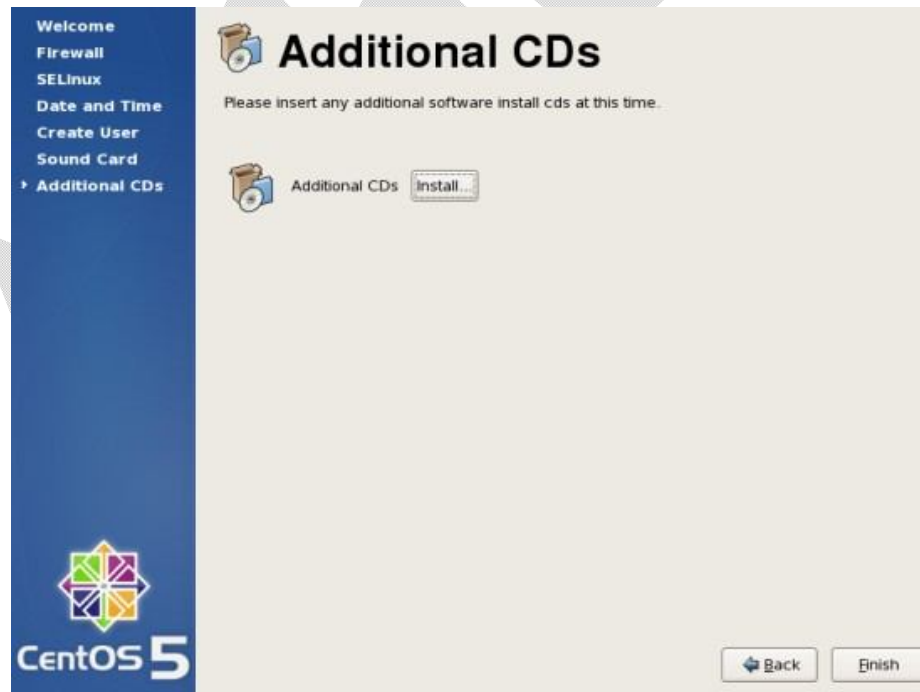 Welcome
Firewall
SELinux
Date and Time
Create User
Sound Card
Additional CDs
Additional CDs
Please insert any additional software install cds at this time.
Additional CDs Install...
CentOS 5
Back Finish